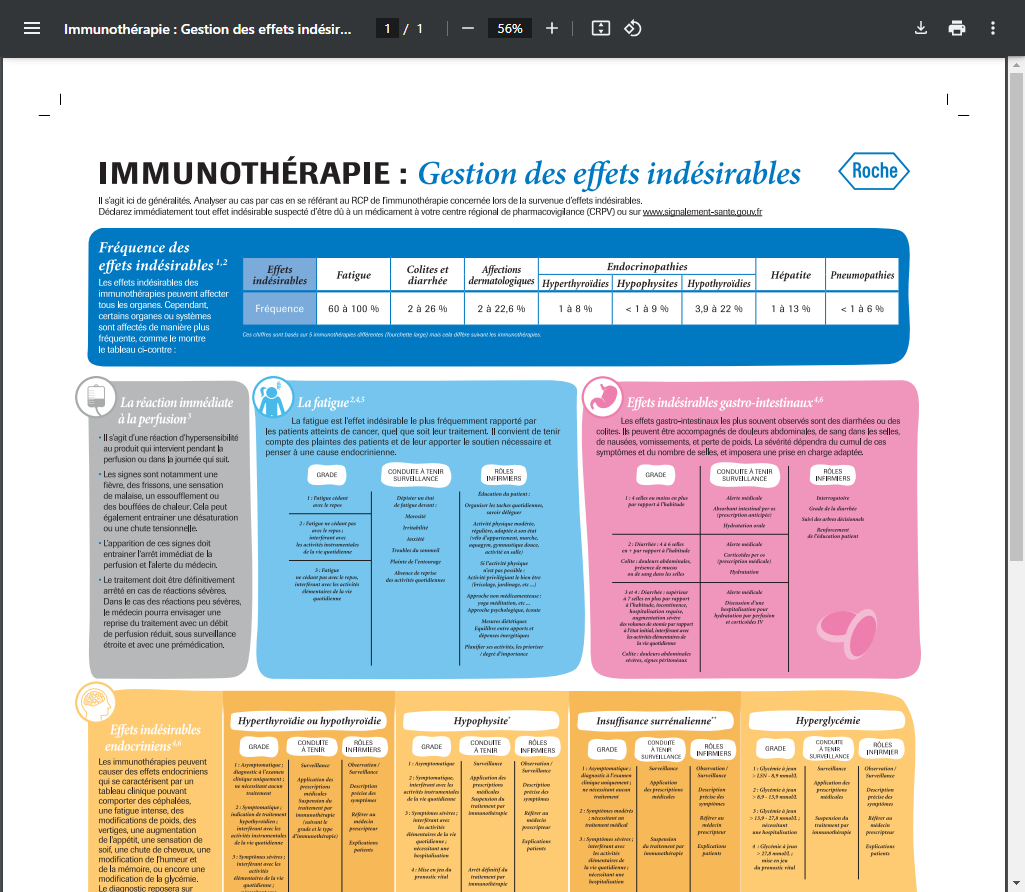 Immunothérapie : Gestion des effets indésir...
1 / 1
56%
IMMUNOTHÉRAPIE : Gestion des effets indésirables
Roche
Il s'agit ici de généralités. Analyser au cas par cas en se référant au RCP de l'immunothérapie concernée lors de la survenue d'effets indésirables.
Déclarez immédiatement tout effet indésirable suspecté d'être dû à un médicament à votre centre régional de pharmacovigilance (CRPV) ou sur www.signalement-sante.gouv.fr
Fréquence des
effets indésirables 1,2
Les effets indésirables des
immunothérapies peuvent affecter
tous les organes. Cependant,
certains organes ou systèmes
sont affectés de manière plus
fréquente, comme le montre
le tableau ci-contre :
Effets
indésirables
Fatigue
Colites et
diarrhée
Affections
dermatologiques
Endocrinopathies
Hyperthyroïdies
Hypophysites
Hypothyroïdies
Hépatite
Pneumopathies
Fréquence
60 à 100 %
2 à 26 %
2 à 22,6 %
1 à 8 %
< 1 à 9 %
3,9 à 22 %
1 à 13 %
< 1 à 6 %
Ces chiffres sont basés sur 5 immunothérapies différentes (fourchette large) mais cela diffère suivant les immunothérapies.
La réaction immédiate
à la perfusion 3
• Il s'agit d'une réaction d'hypersensibilité
au produit qui intervient pendant la
perfusion ou dans la journée qui suit.
• Les signes sont notamment une
fièvre, des frissons, une sensation
de malaise, un essoufflement ou
des bouffées de chaleur. Cela peut
également entrainer une désaturation
ou une chute tensionnelle.
• L'apparition de ces signes doit
entrainer l'arrêt immédiat de la
perfusion et l'alerte du médecin.
• Le traitement doit être définitivement
arrêté en cas de réactions sévères.
Dans le cas des réactions peu sévères,
le médecin pourra envisager une
reprise du traitement avec un débit
de perfusion réduit, sous surveillance
étroite et avec une prémédication.
La fatigue 2,4,5
La fatigue est l'effet indésirable le plus fréquemment rapporté par
les patients atteints de cancer, quel que soit leur traitement. Il convient de tenir
compte des plaintes des patients et de leur apporter le soutien nécessaire et
penser à une cause endocrinienne.
GRADE
CONDUITE À TENIR
SURVEILLANCE
RÔLES
INFIRMIERS
1 : Fatigue cédant
avec le repos
2 : Fatigue ne cédant pas
avec le repos ;
interférant avec
les activités instrumentales
de la vie quotidienne
3 : Fatigue
ne cédant pas avec le repos,
interférant avec les activités
élémentaires de la vie
quotidienne
Dépister un état
de fatigue devant :
Morosité
Irritabilité
Anxiété
Troubles du sommeil
Plainte de l'entourage
Absence de reprise
des activités quotidiennes
Éducation du patient :
Organiser les taches quotidiennes,
savoir déléguer
Activité physique modérée,
régulière, adaptée à son état
(vélo d'appartement, marche,
aquagym, gymnastique douce,
activité en salle)
Si l'activité physique
n'est pas possible :
Activité privilégiant le bien être
(bricolage, jardinage, etc ...)
Approche non médicamenteuse :
yoga méditation, etc ...
Approche psychologique, écoute
Mesures diététiques
Equilibre entre apports et
dépenses énergétiques
Planifier ses activités, les prioriser
/ degré d'importance
Effets indésirables gastro-intestinaux 4,6
Les effets gastro-intestinaux les plus souvent observés sont des diarrhées ou des
colites. Ils peuvent être accompagnés de douleurs abdominales, de sang dans les selles,
de nausées, vomissements, et perte de poids. La sévérité dépendra du cumul de ces
symptômes et du nombre de selles, et imposera une prise en charge adaptée.
GRADE
CONDUITE À TENIR
SURVEILLANCE
RÔLES
INFIRMIERS
1 : 4 selles ou moins en plus
par rapport à l'habitude
Alerte médicale
Absorbant intestinal per os
(prescription anticipée)
Hydratation orale
Interrogatoire
Grade de la diarrhée
Suivi des arbres décisionnels
Renforcement
de l'éducation patient
2 : Diarrhée : 4 à 6 selles
en + par rapport à l'habitude
Colite : douleurs abdominales,
présence de mucus
ou de sang dans les selles
Alerte médicale
Corticoïdes per os
(prescription médicale)
Hydratation
3 et 4 : Diarrhée : supérieure
à 7 selles en plus par rapport
à l'habitude, incontinence,
hospitalisation requise,
augmentation sévère
des volumes de stomie par rapport
à l'état initial, interférant avec
les activités élémentaires de
la vie quotidienne
Colite : douleurs abdominales
sévères, signes péritonéaux
Alerte médicale
Discussion d'une
hospitalisation pour
hydratation par perfusion
et corticoïdes IV
Effets indésirables
endocriniens 4,6
Les immunothérapies peuvent
causer des effets endocriniens
qui se caractérisent par un
tableau clinique pouvant
comporter des céphalées,
une fatigue intense, des
modifications de poids, des
vertiges, une augmentation
de l'appétit, une sensation de
soif, une chute de cheveux, une
modification de l'humeur et
de la mémoire, ou encore une
modification de la glycémie.
Le diagnostic reposera sur
Hyperthyroïdie ou hypothyroïdie
GRADE
CONDUITE
À TENIR
RÔLES
INFIRMIERS
1 : Asymptomatique ;
diagnostic à l'examen
clinique uniquement ;
ne nécessitant aucun
traitement
2 : Symptomatique ;
indication de traitement
hypothyroïdien ;
interférant avec les
activités instrumentales
de la vie quotidienne
3 : Symptômes sévères ;
interférant avec les
activités
élémentaires de la vie
quotidienne ;
Surveillance
Application des
prescriptions
médicales
Suspension du
traitement par
immunothérapie
(suivant le
grade et le type
d'immunothérapie)
Observation /
Surveillance
Description
précise des
symptômes
Référer au
médecin
prescripteur
Explications
patients
Hypophysite*
GRADE
CONDUITE
À TENIR
RÔLES
INFIRMIERS
1 : Asymptomatique
2 : Symptomatique,
interférant avec les
activités de la vie
quotidienne
3 : Symptômes sévères ;
interférant avec
les activités
élémentaires de la vie
quotidienne ;
nécessitant une
hospitalisation
4 : Mise en jeu du
pronostic vital
Surveillance
Application des
prescriptions
médicales
Suspension du
traitement par
immunothérapie
Arrêt définitif du
traitement par
immunothérapie
Observation /
Surveillance
Description
précise des
symptômes
Référer au
médecin
prescripteur
Explications
patients
Insuffisance surrénalienne**
GRADE
CONDUITE
À TENIR
SURVEILLANCE
RÔLES
INFIRMIERS
1 : Asymptomatique ;
diagnostic à l'examen
clinique uniquement ;
ne nécessitant aucun
traitement
2 : Symptômes modérés
; nécessitant un
traitement médical
3 : Symptômes sévères ;
interférant avec
les activités
élémentaires de
la vie quotidienne ;
nécessitant une
hospitalisation
Surveillance
Application
des prescriptions
médicales
Suspension
du traitement par
immunothérapie
Observation /
Surveillance
Description
précise des
symptômes
Référer au
médecin
prescripteur
Explications
patients
Hyperglycémie
GRADE
CONDUITE
À TENIR
SURVEILLANCE
RÔLES
INFIRMIER
1 : Glycémie à jeun
> LSN - 8,9 mmol/L
2 : Glycémie à jeun
> 8,9 - 13,9 mmol/L
3 : Glycémie à jeun
> 13,9 - 27,8 mmol/L ;
nécessitant
une hospitalisation
4 : Glycémie à jeun
> 27,8 mmol/L ;
mise en jeu
du pronostic vital
Surveillance
Application des
prescriptions
médicales
Suspension du
traitement par
immunothérapie
Observation /
Surveillance
Description
précise des
symptômes
Référer au
médecin
prescripteur
Explications
patients